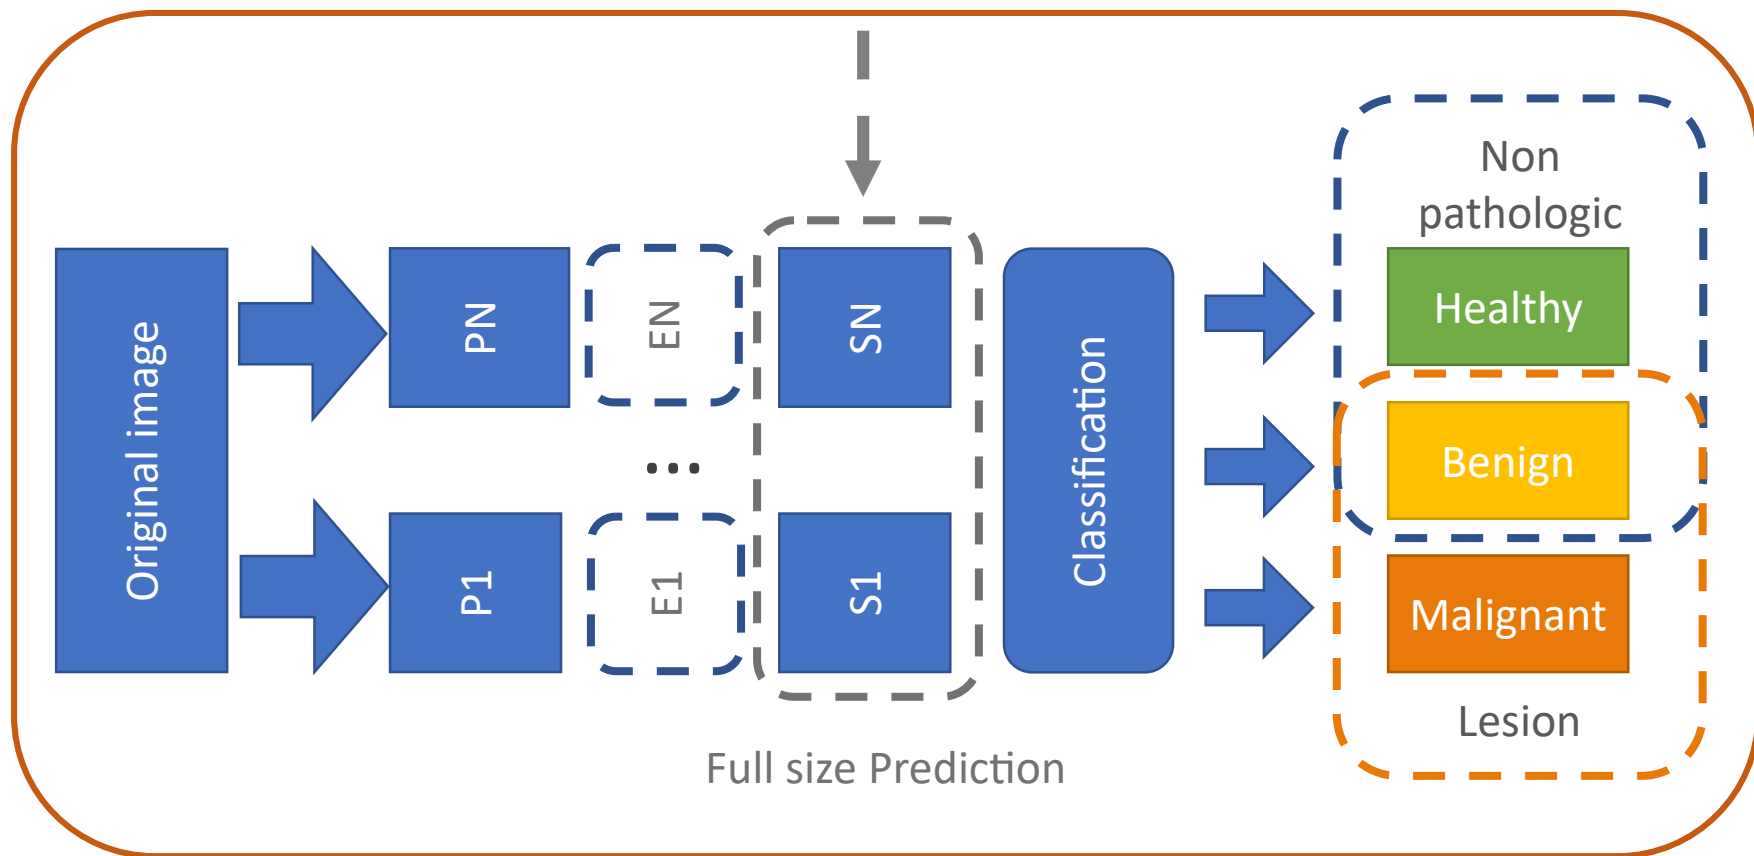 Original image
PN
EN
SN
...
P1
E1
S1
Full size Prediction
Classification
Non
pathologic
Healthy
Benign
Malignant
Lesion